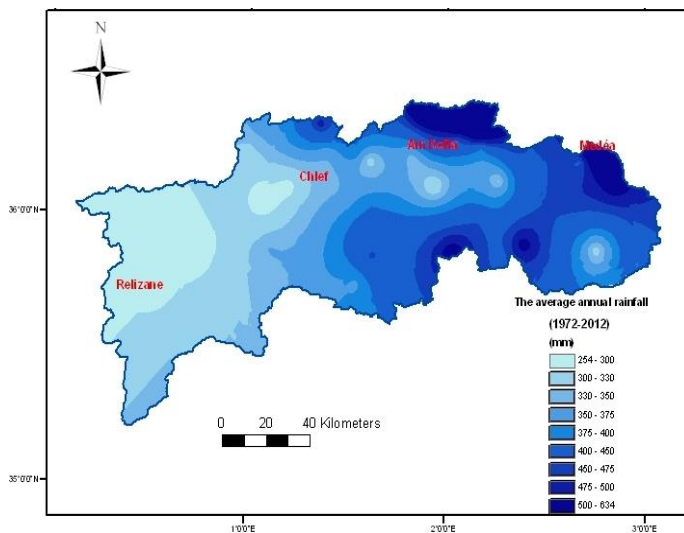 N
Ain Defla
Médéa
Chlef
36°0'0"N
Relizane
The average annual rainfall
(1972-2012)
(mm)
254 - 300
300 - 330
330 - 350
350 - 375
375 - 400
400 - 450
450 - 475
475 - 500
500 - 634
0 20 40 Kilometers
35°0'0"N
1°0'0"E 2°0'0"E 3°0'0"E